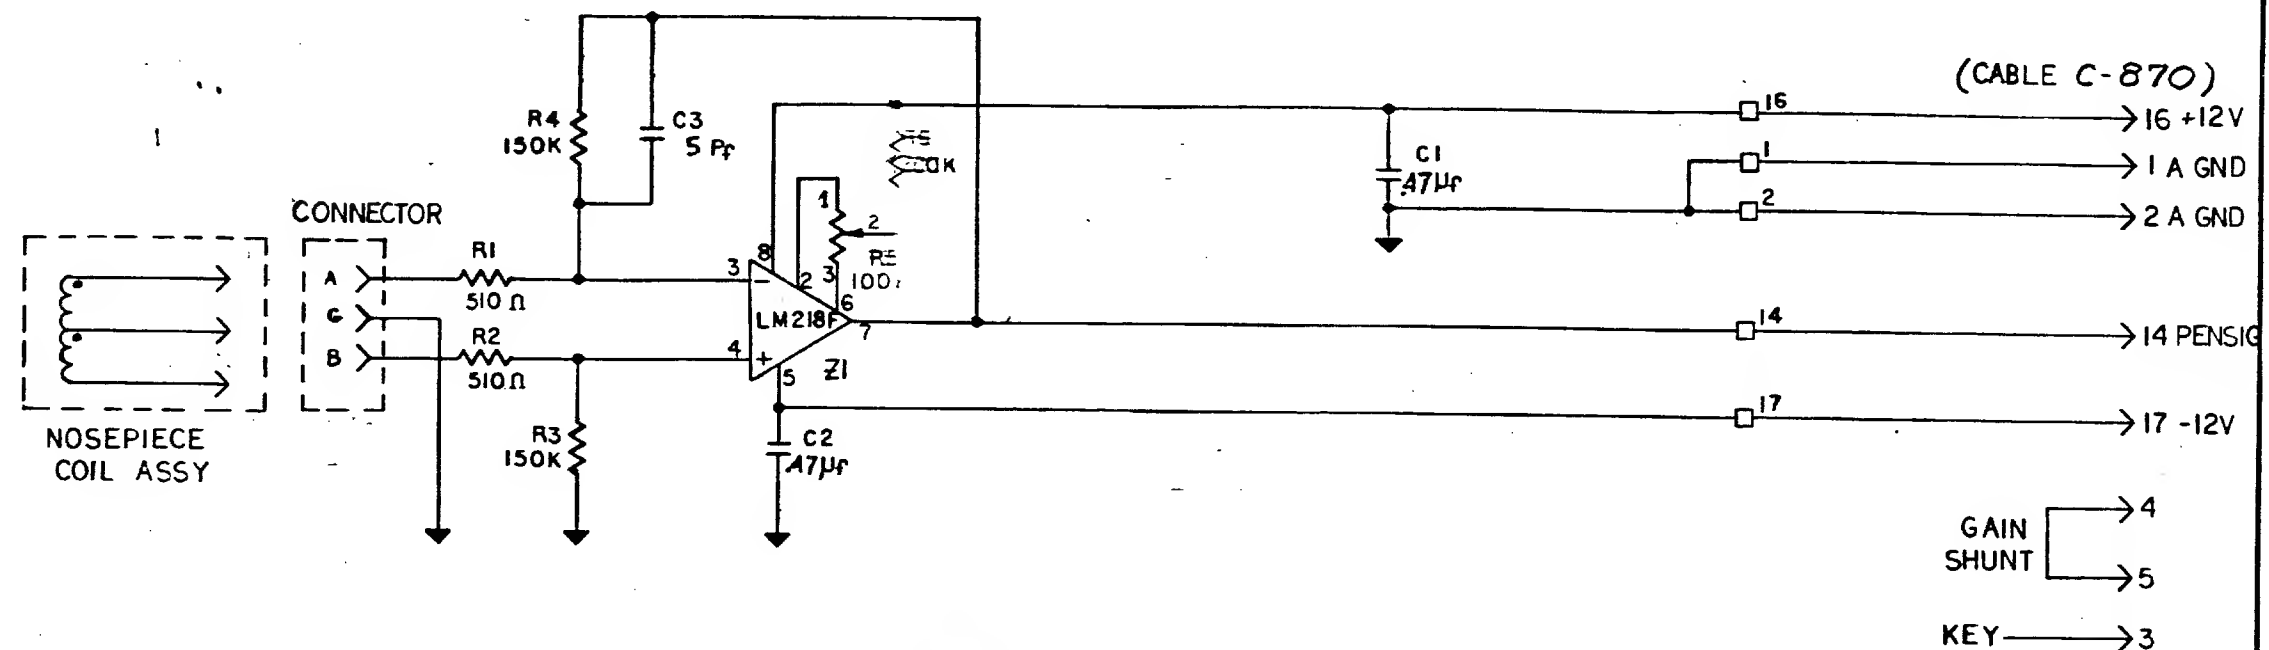 (CABLE C-870)
16
16 +12V
1
1 A GND
2
2 A GND
R4
150K
C3
5 Pf
C1
.47µf
CONNECTOR
A
G
B
R1
510 Ω
R2
510 Ω
1
2
3
100
8
3
2
6
LM218F
7
4
5
Z1
14
14 PENSIG
17
17 -12V
R3
150K
C2
.47µf
NOSEPIECE
COIL ASSY
GAIN
SHUNT
4
5
KEY
3